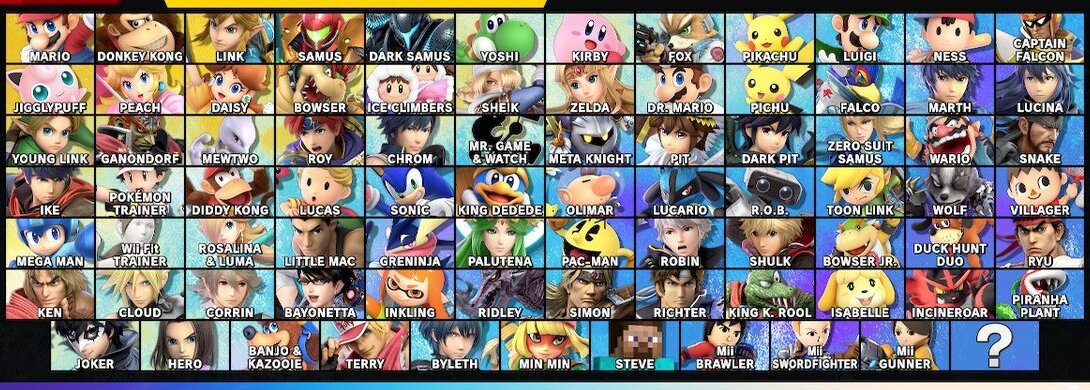 MARIO
DONKEY KONG
LINK
SAMUS
DARK SAMUS
YOSHI
KIRBY
FOX
PIKACHU
LUIGI
NESS
CAPTAIN
FALCON
JIGGLYPUFF
PEACH
DAISY
BOWSER
ICE CLIMBERS
SHEIK
ZELDA
DR. MARIO
PICHU
FALCO
MARTH
LUCINA
YOUNG LINK
GANONDORF
MEWTWO
ROY
CHROM
MR. GAME
& WATCH
META KNIGHT
PIT
DARK PIT
ZERO SUIT
SAMUS
WARIO
SNAKE
IKE
POKÉMON
TRAINER
DIDDY KONG
LUCAS
SONIC
KING DEDEDE
OLIMAR
LUCARIO
R.O.B.
TOON LINK
WOLF
VILLAGER
MEGA MAN
Wii Fit
TRAINER
ROSALINA
& LUMA
LITTLE MAC
GRENINJA
PALUTENA
PAC-MAN
ROBIN
SHULK
BOWSER JR.
DUCK HUNT
DUO
RYU
KEN
CLOUD
CORRIN
BAYONETTA
INKLING
RIDLEY
SIMON
RICHTER
KING K. ROOL
ISABELLE
INCINEROAR
PIRANHA
PLANT
JOKER
HERO
BANJO &
KAZOOIE
TERRY
BYLETH
MIN MIN
STEVE
Mii
BRAWLER
Mii
SWORDFIGHTER
Mii
GUNNER
?